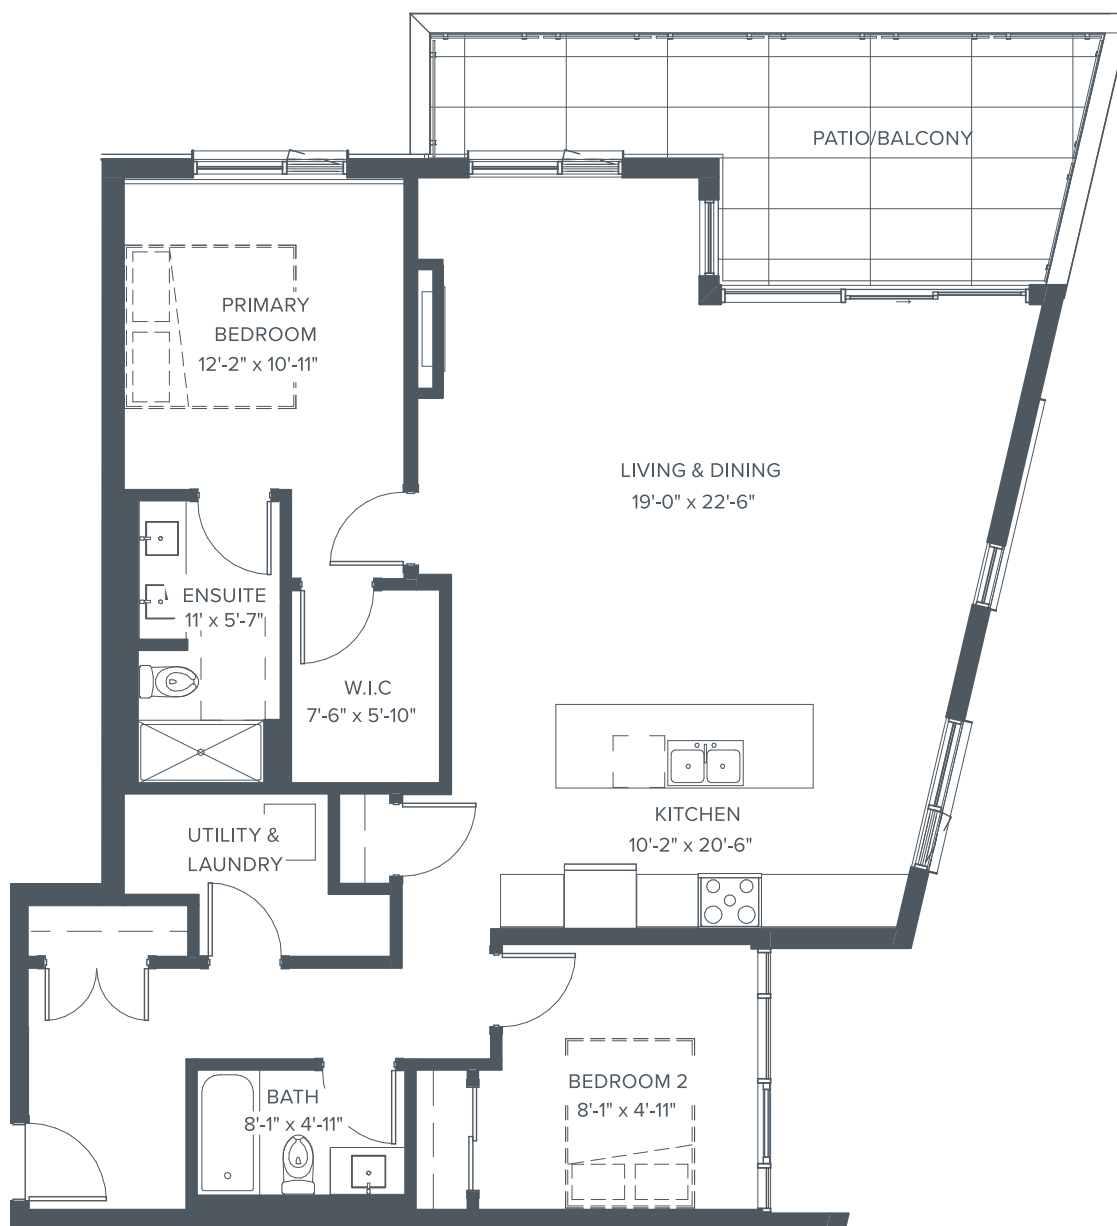 PATIO/BALCONY
PRIMARY
BEDROOM
12'-2" x 10'-11"
LIVING & DINING
19'-0" x 22'-6"
ENSUITE
11' x 5'-7"
W.I.C
7'-6" x 5'-10"
KITCHEN
10'-2" x 20'-6"
UTILITY &
LAUNDRY
BEDROOM 2
8'-1" x 4'-11"
BATH
8'-1" x 4'-11"